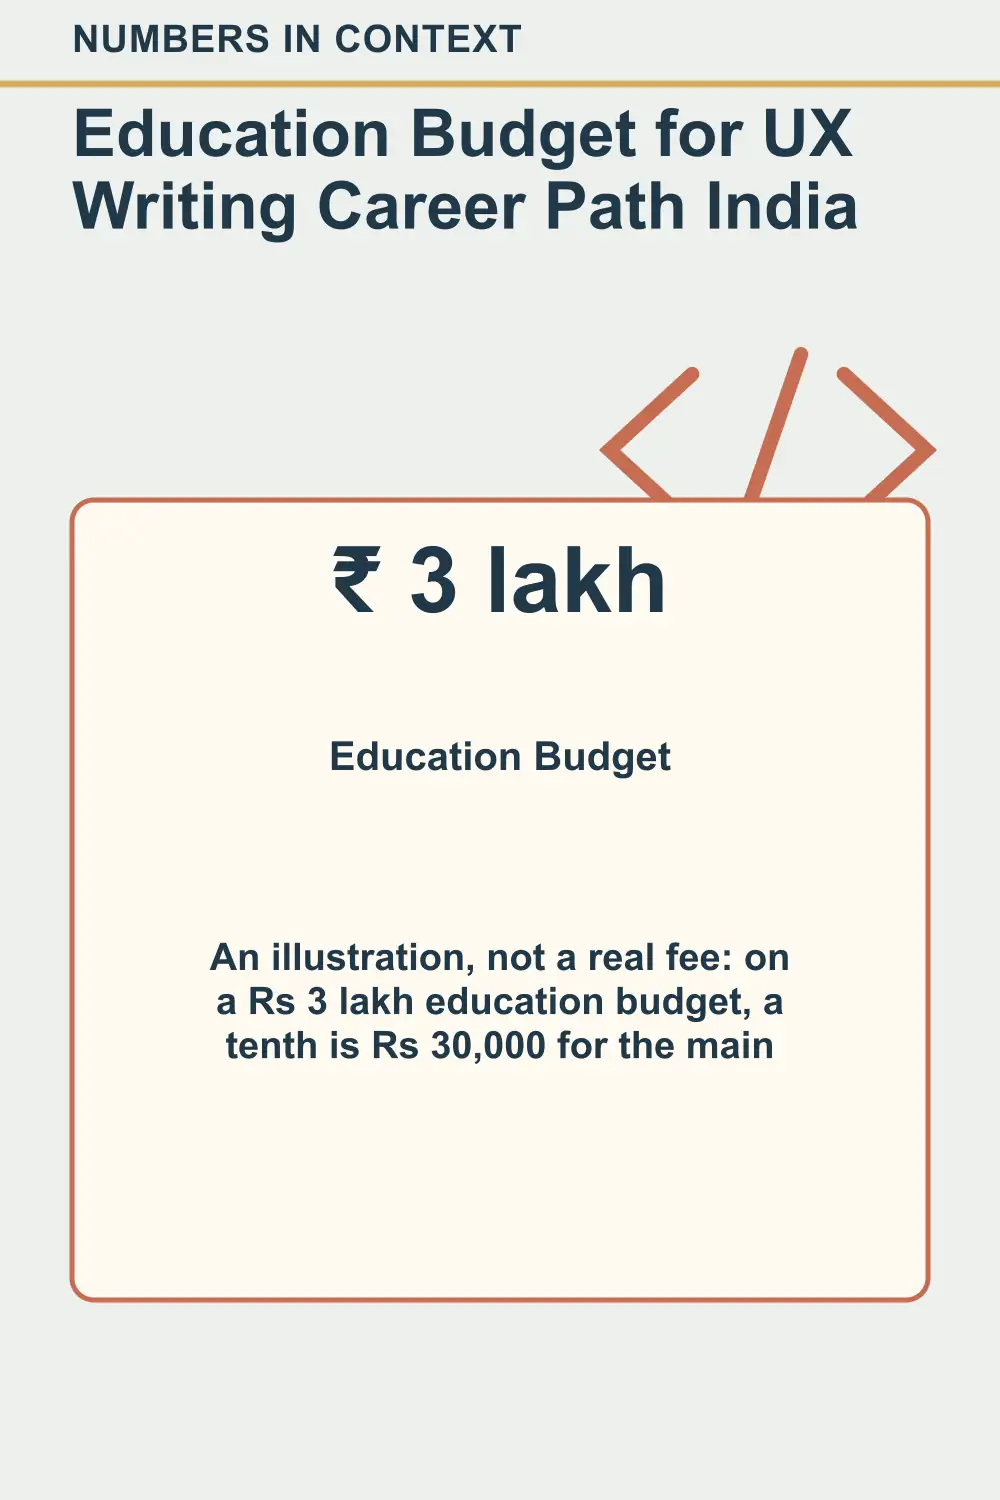 NUMBERS IN CONTEXT
Education Budget for UX
Writing Career Path India
₹ 3 lakh
Education Budget
An illustration, not a real fee: on
a Rs 3 lakh education budget, a
tenth is Rs 30,000 for the main